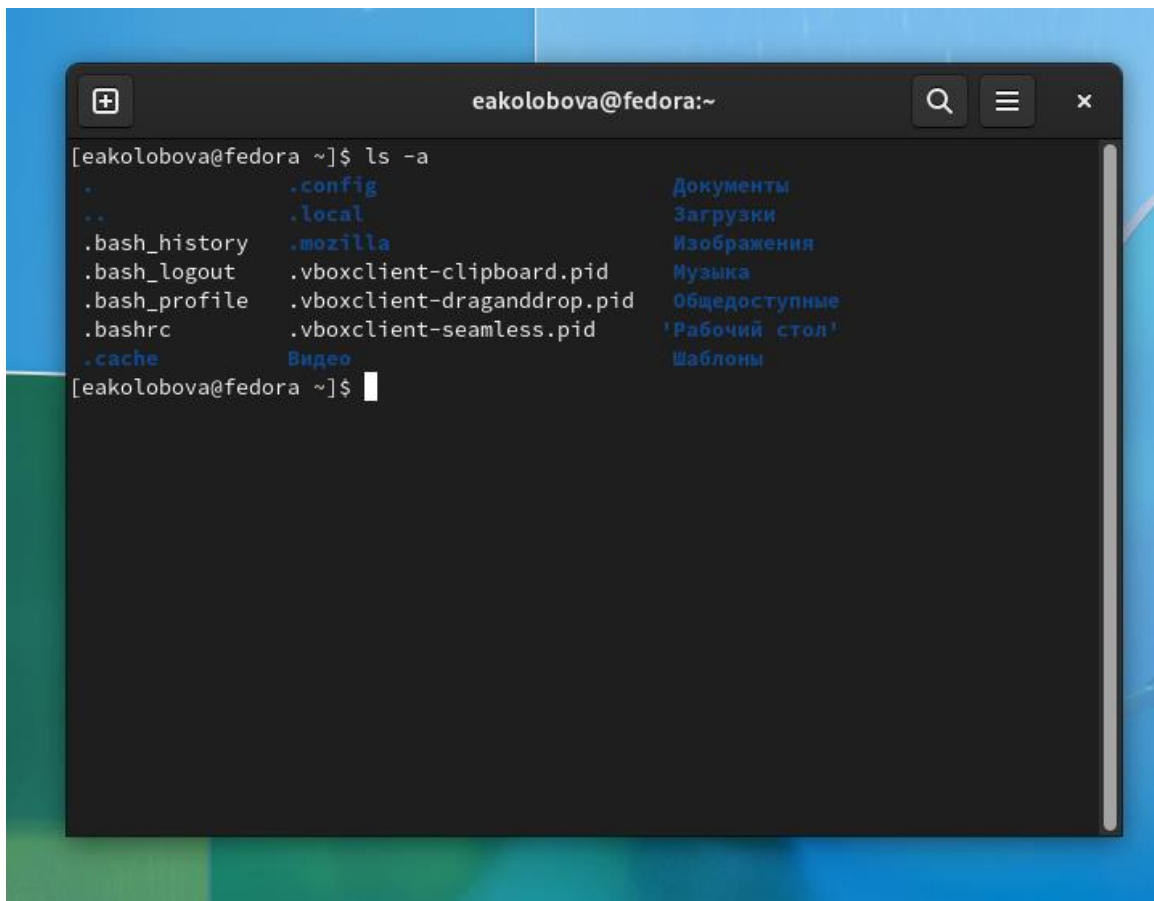 eakolobova@fedora:~
[eakolobova@fedora ~]$ ls -a
. .config Документы
.. .local Загрузки
.bash_history .mozilla Изображения
.bash_logout .vboxclient-clipboard.pid Музыка
.bash_profile .vboxclient-draganddrop.pid Общедоступные
.bashrc .vboxclient-seamless.pid 'Рабочий стол'
.cache Видео Шаблоны
[eakolobova@fedora ~]$